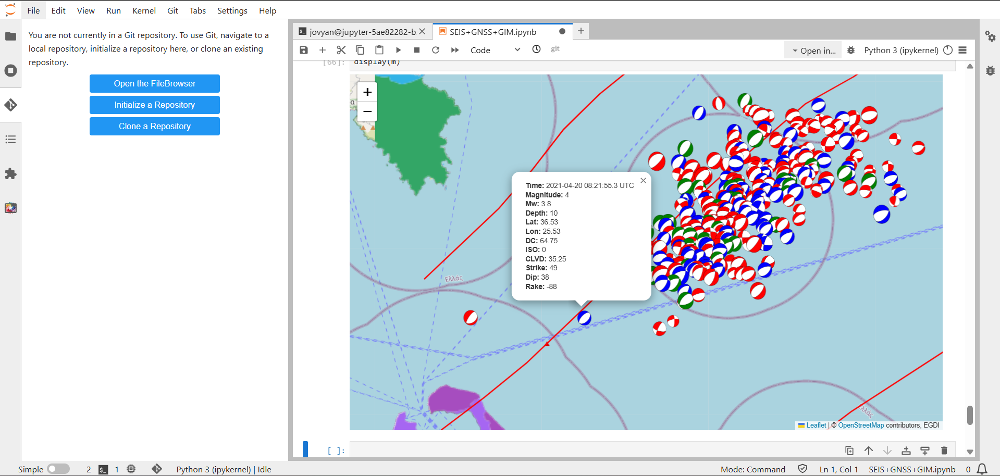 File Edit View Run Kernel Git Tabs Settings Help
You are not currently in a Git repository. To use Git, navigate to a
local repository, initialize a repository here, or clone an existing
repository.
Open the FileBrowser
Initialize a Repository
Clone a Repository
jovyan@jupyter-5ae82282-b
SEIS+GNSS+GIM.ipynb
Code
git
Open in...
Python 3 (ipykernel)
[66]:
display(m)
+
−
a
Time: 2021-04-20 08:21:55.3 UTC
Magnitude: 4
Mw: 3.8
Depth: 10
Lat: 36.53
Lon: 25.53
DC: 64.75
ISO: 0
CLVD: 35.25
Strike: 49
Dip: 38
Rake: -88
Ελλάς
Ελλάς
Leaflet | © OpenStreetMap contributors, EGDI
[ ]:
Simple 2 $_ 1 Python 3 (ipykernel) | Idle
Mode: Command Ln 1, Col 1 SEIS+GNSS+GIM.ipynb 0